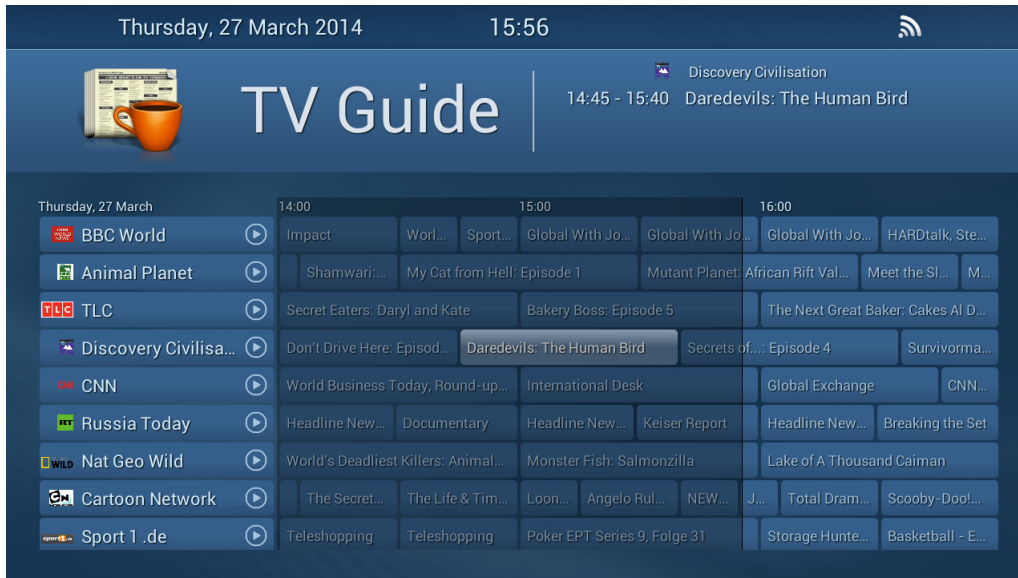 Thursday, 27 March 2014 15:56
TV Guide
Discovery Civilisation
14:45 - 15:40 Daredevils: The Human Bird
Thursday, 27 March 14:00 15:00 16:00
BBC World Impact Worl... Sport... Global With Jo... Global With Jo... Global With Jo... HARDtalk, Ste...
Animal Planet Shamwari:... My Cat from Hell: Episode 1 Mutant Planet: African Rift Val... Meet the Sl... M...
TLC TLC Secret Eaters: Daryl and Kate Bakery Boss: Episode 5 The Next Great Baker: Cakes Al D...
Discovery Civilisa... Don't Drive Here: Episod... Daredevils: The Human Bird Secrets of...: Episode 4 Survivorma...
CNN World Business Today, Round-up... International Desk Global Exchange CNN...
Russia Today Headline New... Documentary Headline New... Keiser Report Headline New... Breaking the Set
WILD Nat Geo Wild World's Deadliest Killers: Animal... Monster Fish: Salmonzilla Lake of A Thousand Caiman
CN Cartoon Network The Secret... The Life & Tim... Loon... Angelo Rul... NEW... J... Total Dram... Scooby-Doo!...
Sport 1 .de Teleshopping Teleshopping Poker EPT Series 9, Folge 31 Storage Hunte... Basketball - E...